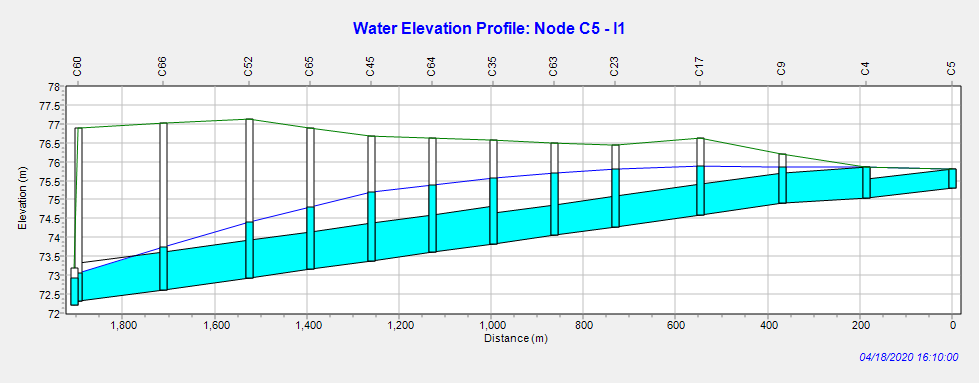 Water Elevation Profile: Node C5 - I1
C60 C66 C52 C65 C45 C64 C35 C63 C23 C17 C9 C4 C5
78
77.5
77
76.5
76
75.5
75
74.5
74
73.5
73
72.5
72
Elevation (m)
1,800 1,600 1,400 1,200 1,000 800 600 400 200 0
Distance (m)
04/18/2020 16:10:00